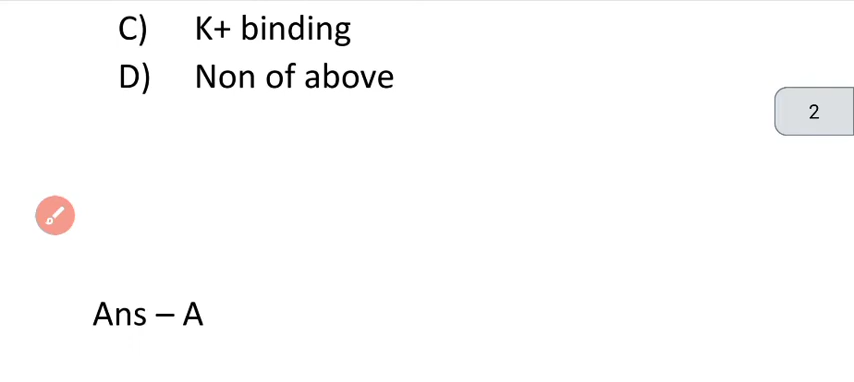 C) K+ binding
D) Non of above
2
Ans – A